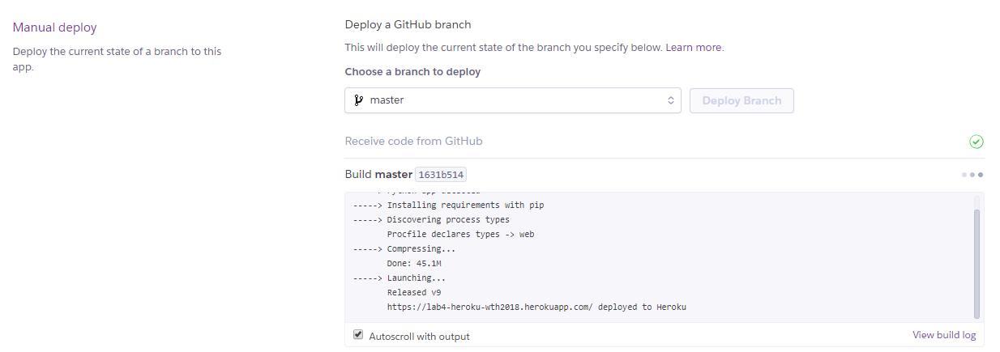 Manual deploy
Deploy the current state of a branch to this
app.
Deploy a GitHub branch
This will deploy the current state of the branch you specify below. Learn more.
Choose a branch to deploy
master
Deploy Branch
Receive code from GitHub
Build master 1631b514
-----> Python app detected
-----> Installing requirements with pip
-----> Discovering process types
Procfile declares types -> web
-----> Compressing...
Done: 45.1M
-----> Launching...
Released v9
https://lab4-heroku-wth2018.herokuapp.com/ deployed to Heroku
Autoscroll with output
View build log